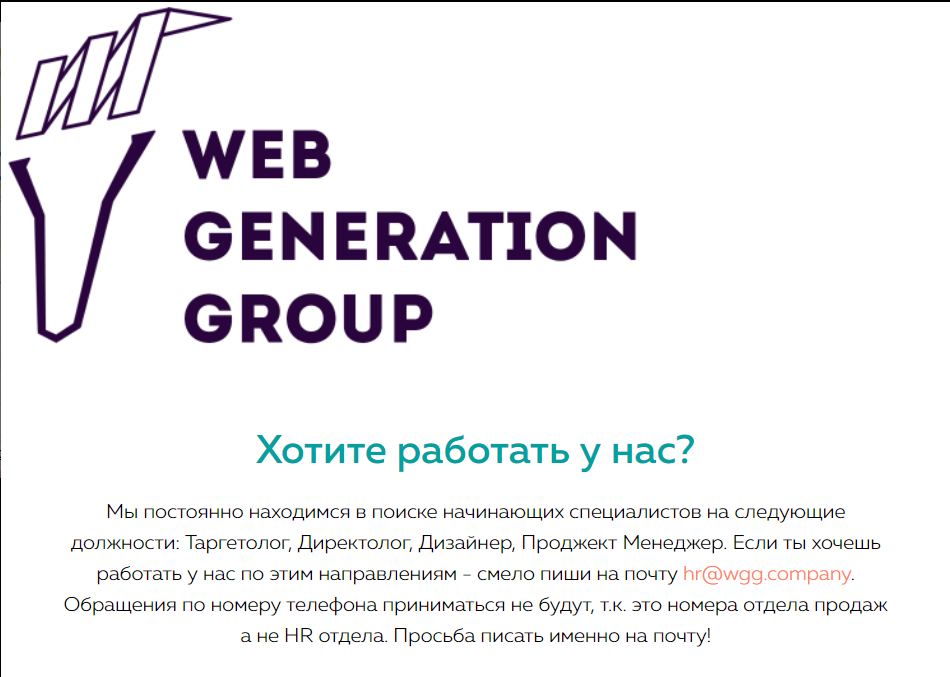 WEB
GENERATION
GROUP
Хотите работать у нас?
Мы постоянно находимся в поиске начинающих специалистов на следующие
должности: Таргетолог, Директолог, Дизайнер, Проджект Менеджер. Если ты хочешь
работать у нас по этим направлениям - смело пиши на почту hr@wgg.company.
Обращения по номеру телефона приниматься не будут, т.к. это номера отдела продаж
а не HR отдела. Просьба писать именно на почту!